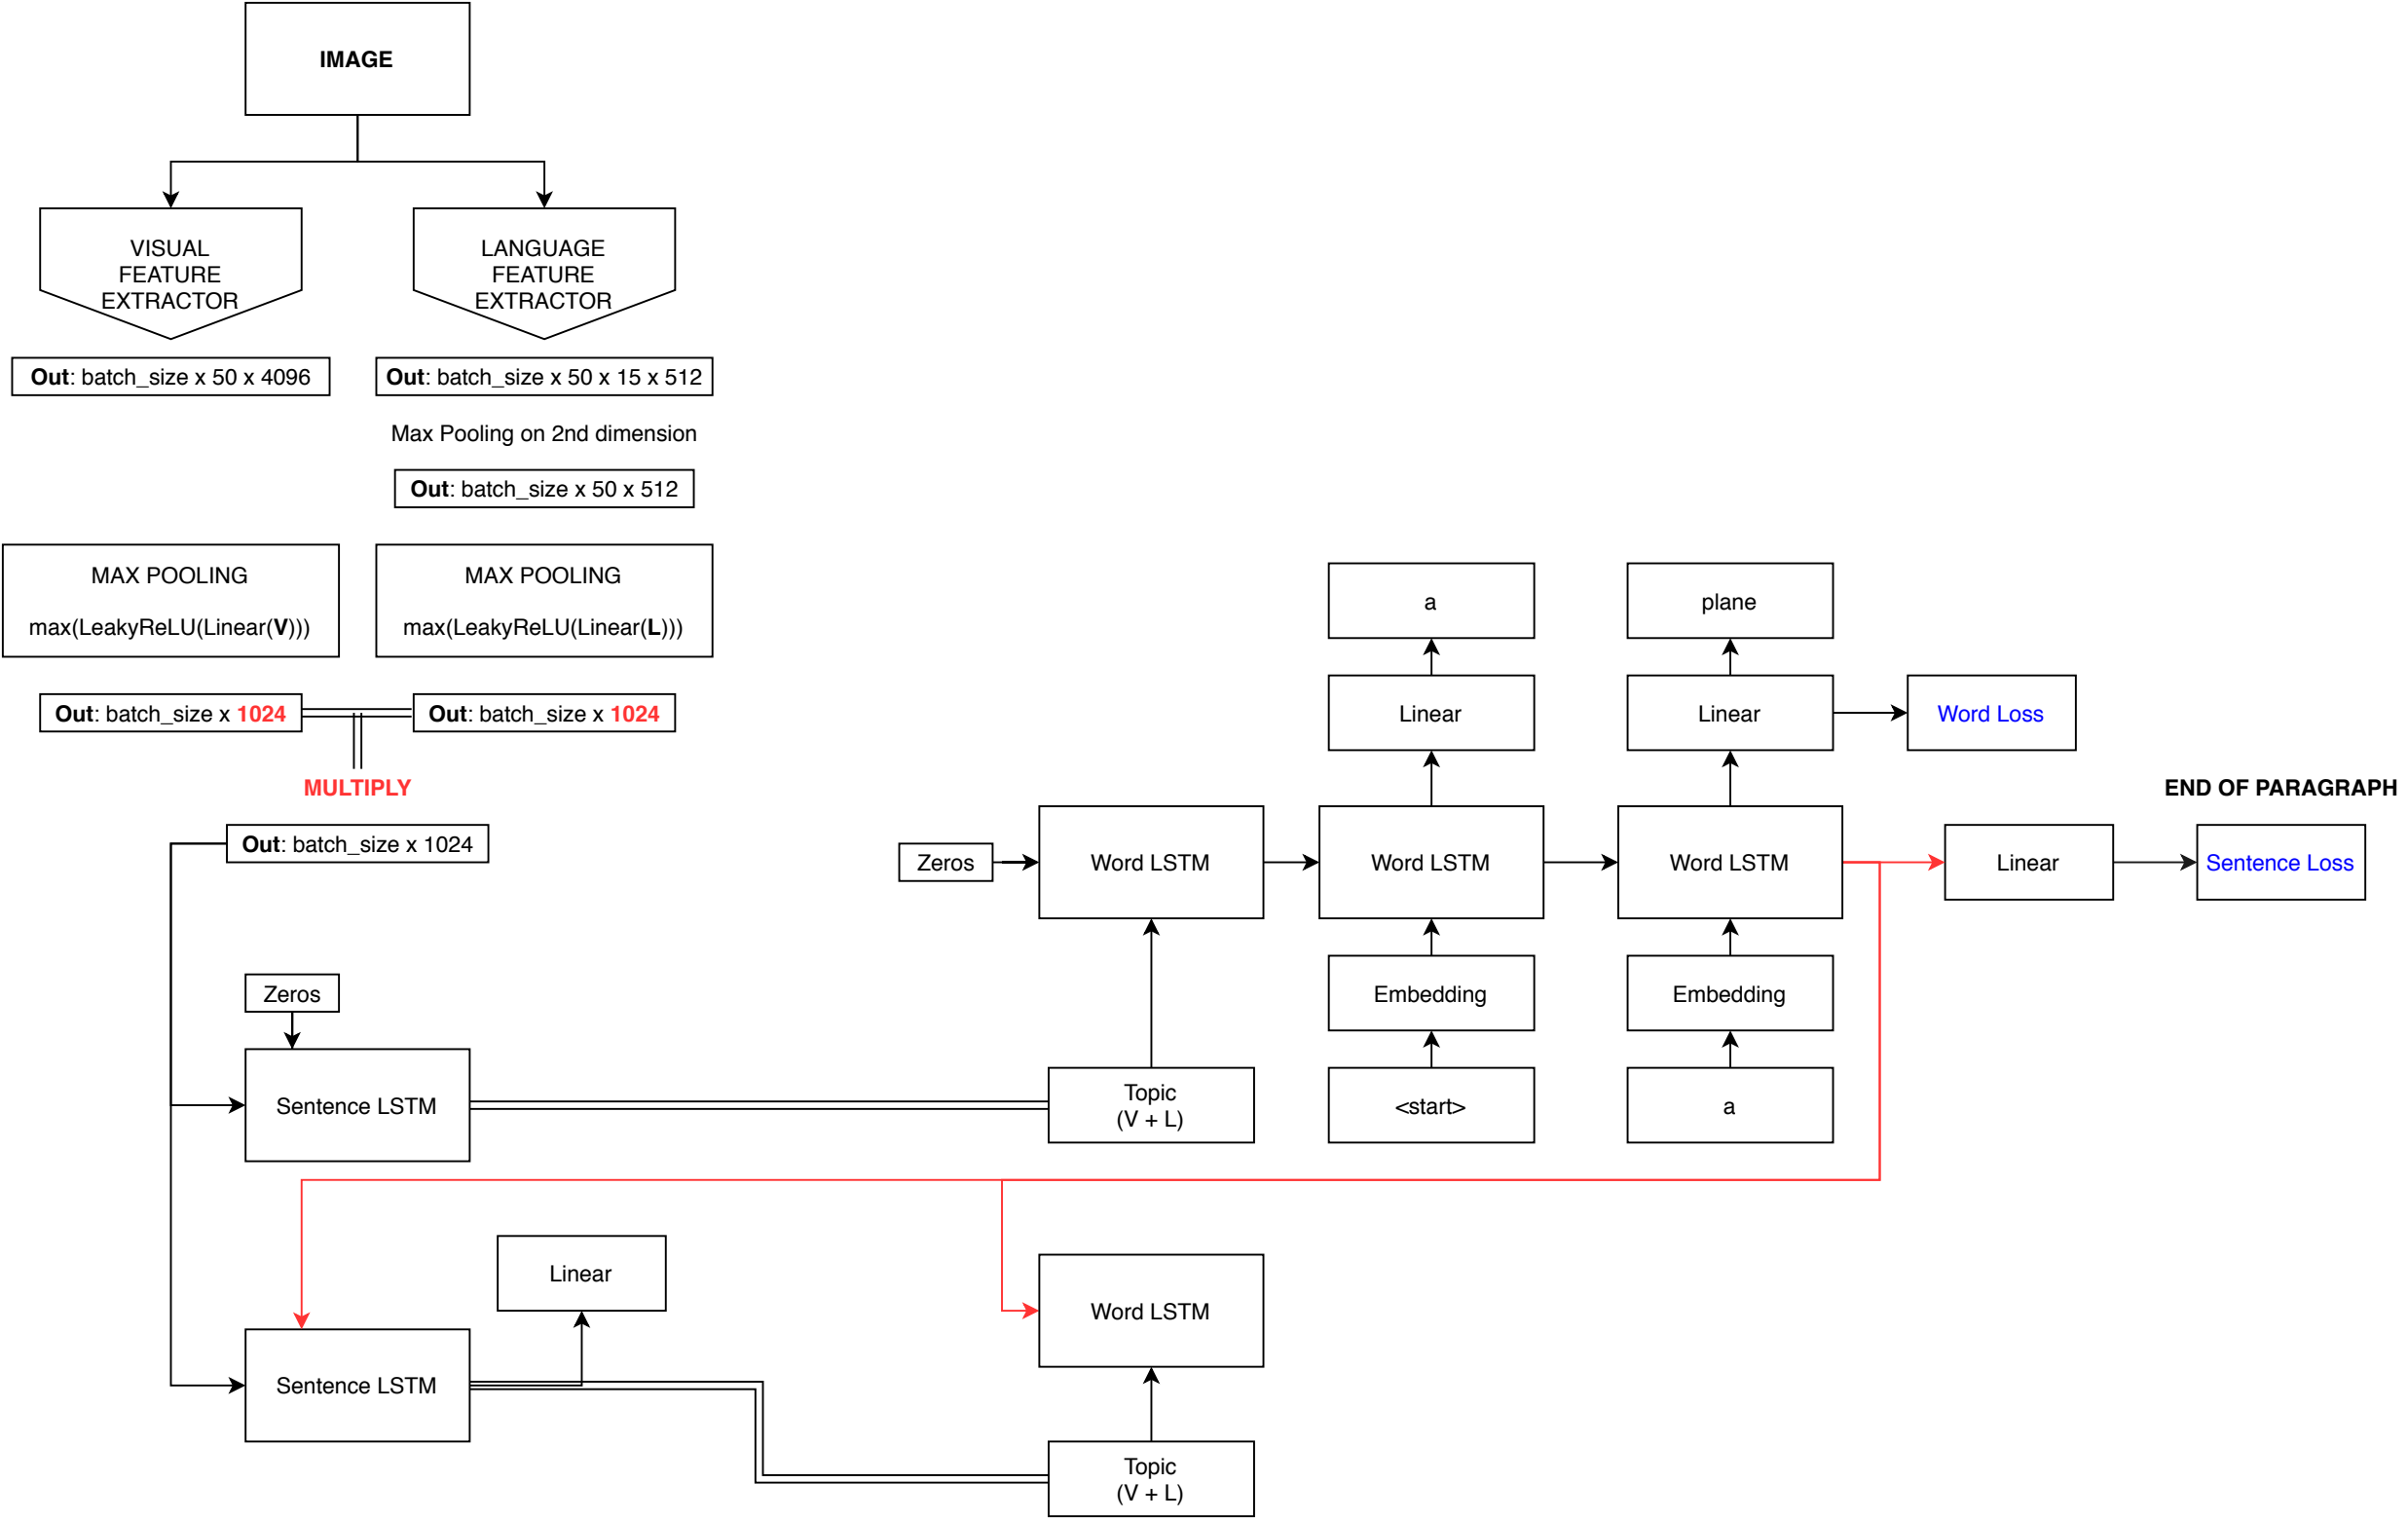 IMAGE
VISUAL
FEATURE
EXTRACTOR
LANGUAGE
FEATURE
EXTRACTOR
Out: batch_size x 50 x 4096
Out: batch_size x 50 x 15 x 512
Max Pooling on 2nd dimension
Out: batch_size x 50 x 512
MAX POOLING
max(LeakyReLU(Linear(V)))
MAX POOLING
max(LeakyReLU(Linear(L)))
Out: batch_size x 1024
Out: batch_size x 1024
MULTIPLY
Out: batch_size x 1024
a
plane
Linear
Linear
Word Loss
END OF PARAGRAPH
Zeros
Word LSTM
Word LSTM
Word LSTM
Linear
Sentence Loss
Zeros
Embedding
Embedding
Sentence LSTM
Topic
(V + L)
<start>
a
Linear
Word LSTM
Sentence LSTM
Topic
(V + L)